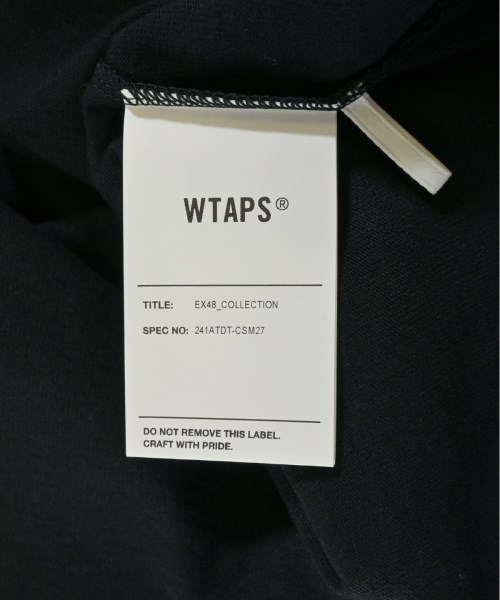 WTAPS®
TITLE: EX48_COLLECTION
SPEC NO: 241ATDT-CSM27
DO NOT REMOVE THIS LABEL.
CRAFT WITH PRIDE.